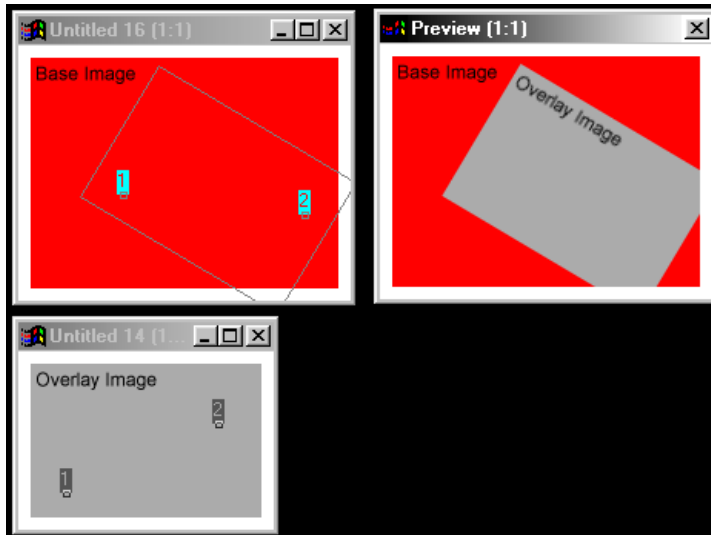 Untitled 16 (1:1)
Base Image
1
2
Preview (1:1)
Base Image
Overlay Image
Untitled 14 (1...
Overlay Image
2
1